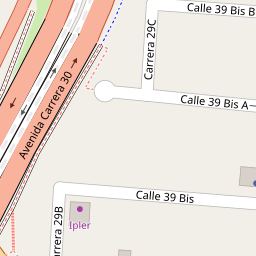 Calle 39 Bis B
Carrera 29C
Avenida Carrera 30 →
Calle 39 Bis A
Calle 39 Bis
Carrera 29B
Ipler